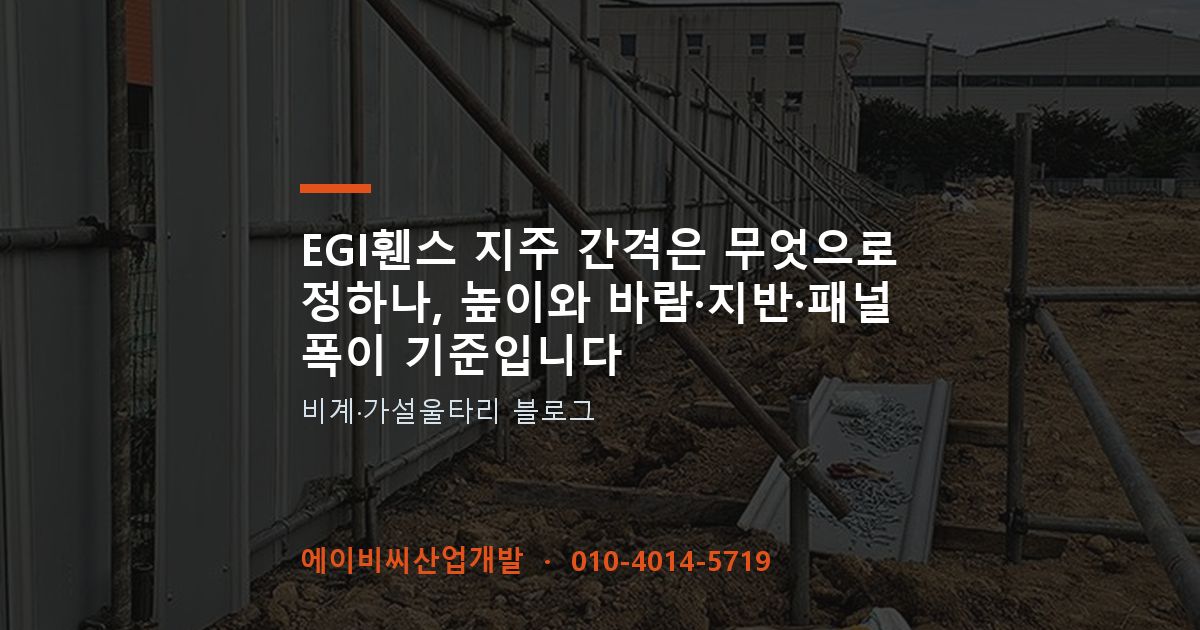 EGI휀스 지주 간격은 무엇으로
정하나, 높이와 바람·지반·패널
폭이 기준입니다
비계·가설울타리 블로그
에이비씨산업개발 · 010-4014-5719